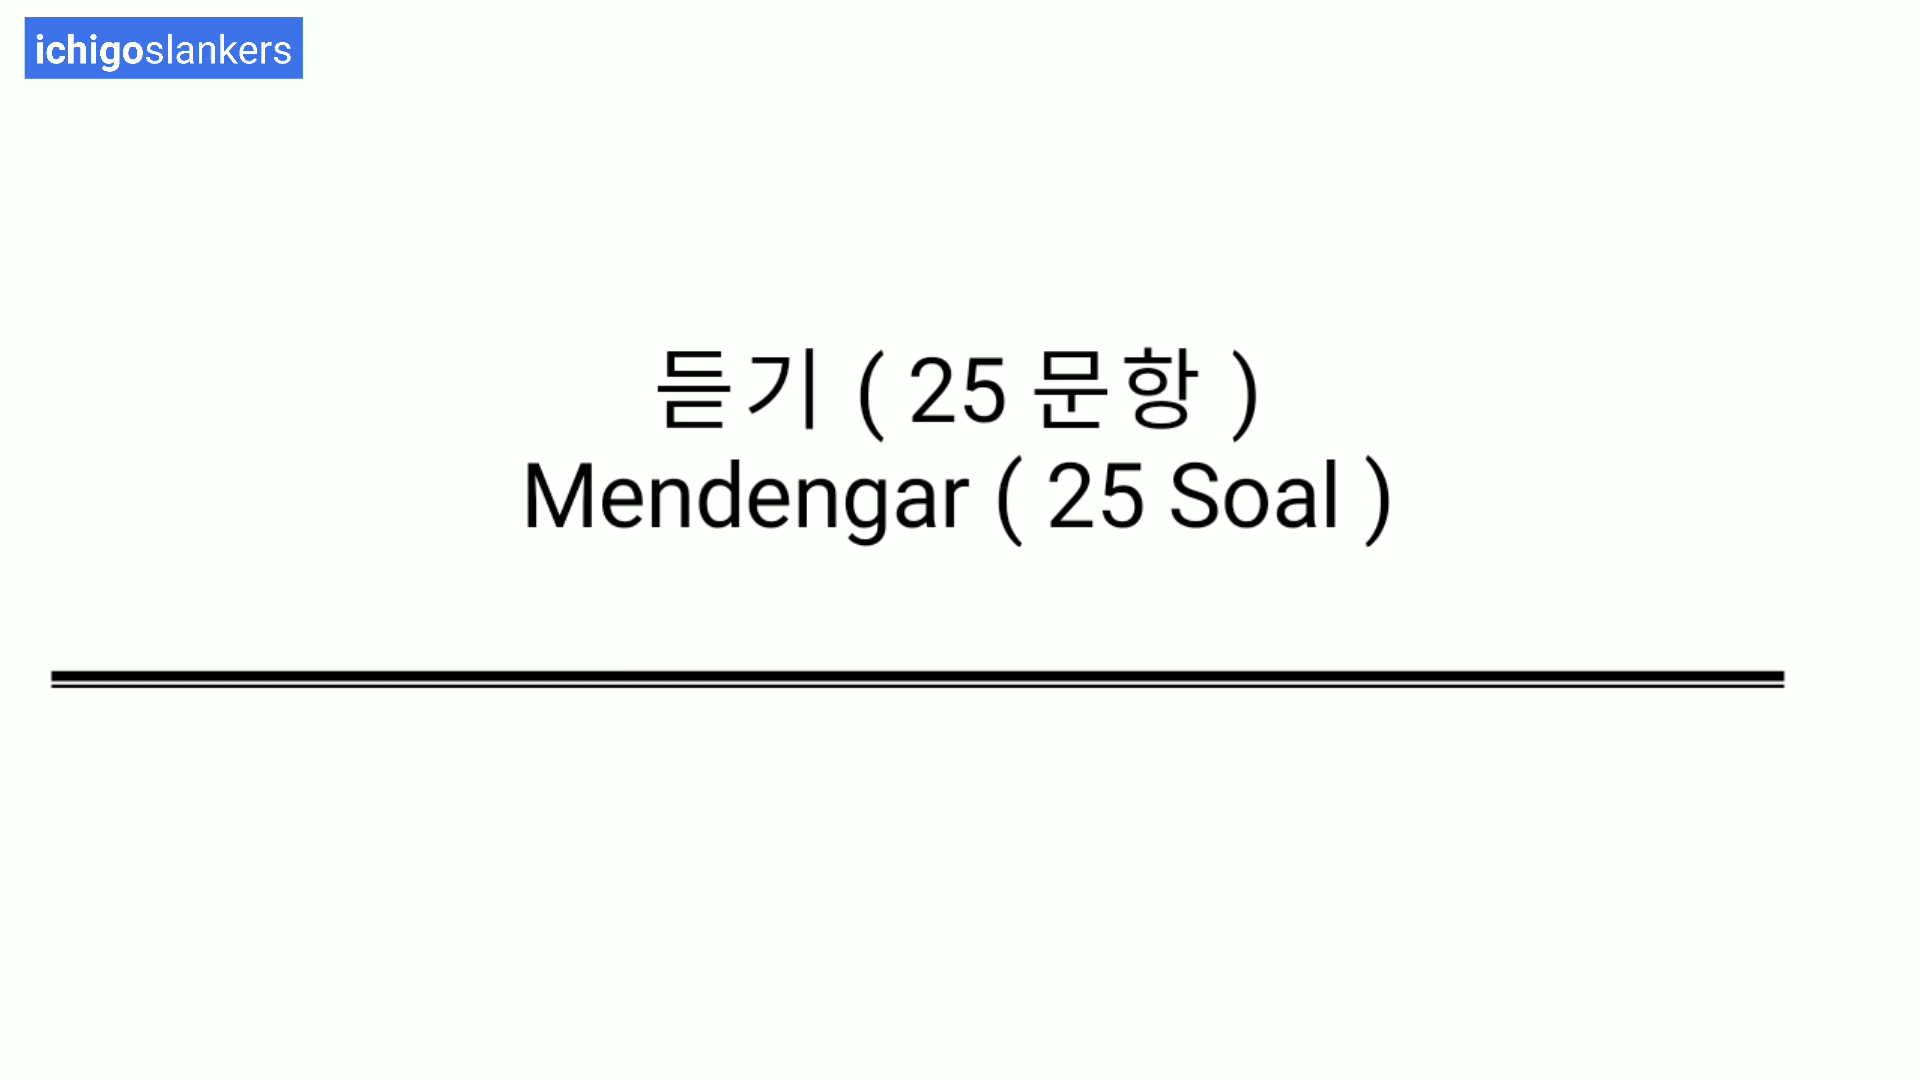 ichigoslankers
듣기 ( 25 문항 )
Mendengar ( 25 Soal )